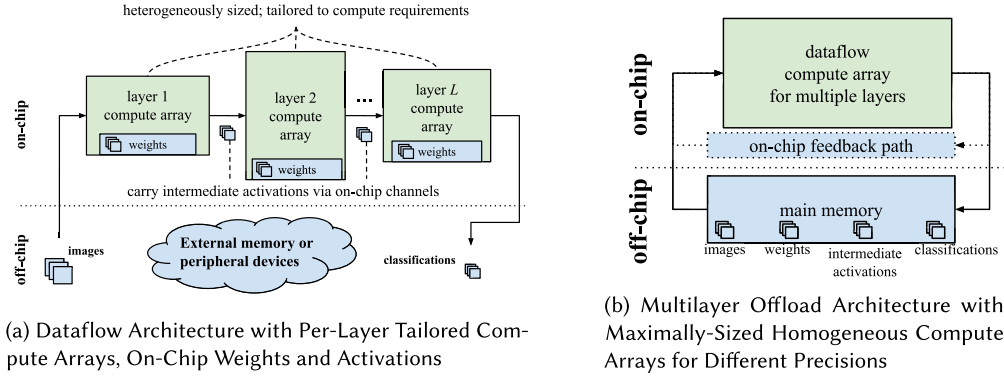 heterogeneously sized; tailored to compute requirements
on-chip
layer 1
compute array
weights
layer 2
compute
array
weights
...
layer L
compute
array
weights
carry intermediate activations via on-chip channels
off-chip
images
External memory or
peripheral devices
classifications
(a) Dataflow Architecture with Per-Layer Tailored Com-
pute Arrays, On-Chip Weights and Activations
on-chip
dataflow
compute array
for multiple layers
on-chip feedback path
off-chip
main memory
images
weights
intermediate
activations
classifications
(b) Multilayer Offload Architecture with
Maximally-Sized Homogeneous Compute
Arrays for Different Precisions